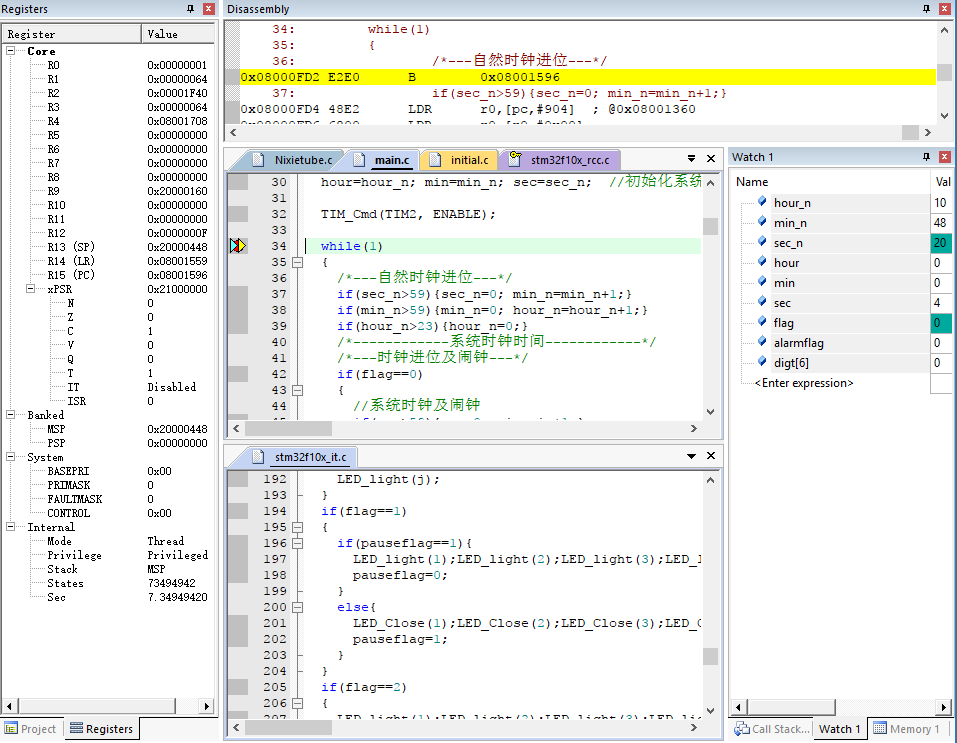 Registers
Register Value
Core
R0 0x00000001
R1 0x00000064
R2 0x00001F40
R3 0x00000064
R4 0x08001708
R5 0x00000000
R6 0x00000000
R7 0x00000000
R8 0x00000000
R9 0x20000160
R10 0x00000000
R11 0x00000000
R12 0x0000000F
R13 (SP) 0x20000448
R14 (LR) 0x08001559
R15 (PC) 0x08001596
xPSR 0x21000000
N 0
Z 0
C 1
V 0
Q 0
T 1
IT Disabled
ISR 0
Banked
MSP 0x20000448
PSP 0x00000000
System
BASEPRI 0x00
PRIMASK 0
FAULTMASK 0
CONTROL 0x00
Internal
Mode Thread
Privilege Privileged
Stack MSP
States 73494942
Sec 7.34949420
Project Registers
Disassembly
34: while(1)
35: {
36: /*---自然时钟进位---*/
0x08000FD2 E2E0 B 0x08001596
37: if(sec_n>59){sec_n=0; min_n=min_n+1;}
0x08000FD4 48E2 LDR r0,[pc,#904] ; @0x08001360
Nixietube.c main.c initial.c stm32f10x_rcc.c
30 hour=hour_n; min=min_n; sec=sec_n; //初始化系统
31
32 TIM_Cmd(TIM2, ENABLE);
33
34 while(1)
35 {
36 /*---自然时钟进位---*/
37 if(sec_n>59){sec_n=0; min_n=min_n+1;}
38 if(min_n>59){min_n=0; hour_n=hour_n+1;}
39 if(hour_n>23){hour_n=0;}
40 /*------------系统时钟时间------------*/
41 /*---时钟进位及闹钟---*/
42 if(flag==0)
43 {
44 //系统时钟及闹钟
stm32f10x_it.c
192 LED_light(j);
193 }
194 if(flag==1)
195 {
196 if(pauseflag==1){
197 LED_light(1);LED_light(2);LED_light(3);LED_l
198 pauseflag=0;
199 }
200 else{
201 LED_Close(1);LED_Close(2);LED_Close(3);LED_C
202 pauseflag=1;
203 }
204 }
205 if(flag==2)
206 {
207 LED_light(1);LED_light(2);LED_light(3);LED
Watch 1
Name Val
hour_n 10
min_n 48
sec_n 20
hour 0
min 0
sec 4
flag 0
alarmflag 0
digt[6] 0
<Enter expression>
Call Stack... Watch 1 Memory 1